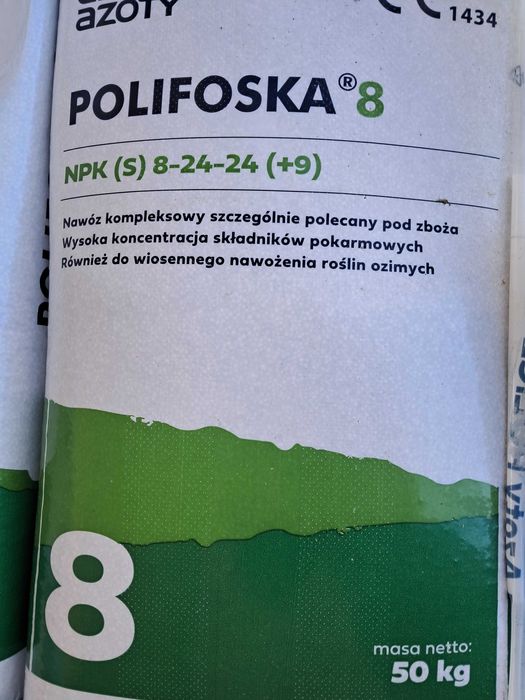 AZOTY
CE 1434
POLIFOSKA® 8
NPK (S) 8-24-24 (+9)
Nawóz kompleksowy szczególnie polecany pod zboża
Wysoka koncentracja składników pokarmowych
Również do wiosennego nawożenia roślin ozimych
8
masa netto:
50 kg